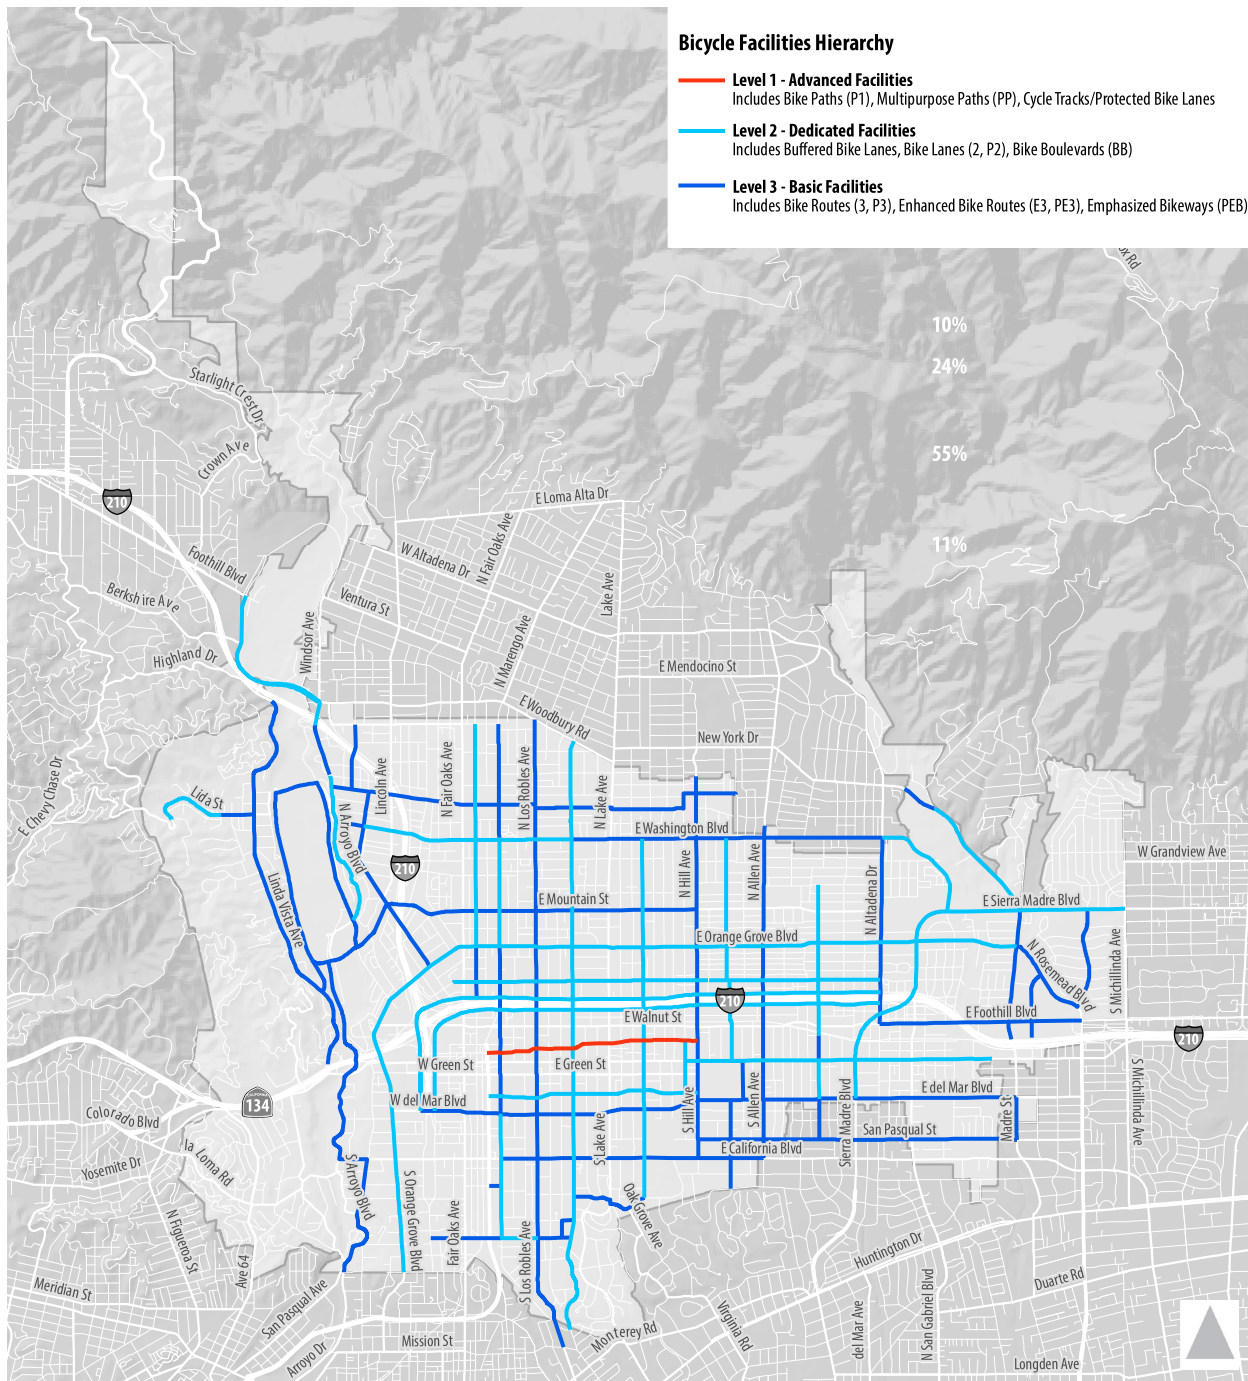 Bicycle Facilities Hierarchy
Level 1 - Advanced Facilities
Includes Bike Paths (P1), Multipurpose Paths (PP), Cycle Tracks/Protected Bike Lanes
Level 2 - Dedicated Facilities
Includes Buffered Bike Lanes, Bike Lanes (2, P2), Bike Boulevards (BB)
Level 3 - Basic Facilities
Includes Bike Routes (3, P3), Enhanced Bike Routes (E3, PE3), Emphasized Bikeways (PEB)
ox Rd
10%
24%
55%
11%
Starlight Crest Dr
Crown Ave
210
E Loma Alta Dr
N Fair Oaks Ave
W Altadena Dr
Foothill Blvd
Berkshire Ave
Ventura St
Lake Ave
Windsor Ave
Highland Dr
N Marengo Ave
E Mendocino St
E Woodbury Rd
New York Dr
E Chevy Chase Dr
Lida St
Lincoln Ave
N Fair Oaks Ave
N Los Robles Ave
N Lake Ave
N Arroyo Blvd
E Washington Blvd
W Grandview Ave
210
N Hill Ave
N Allen Ave
N Altadena Dr
Linda Vista Ave
E Mountain St
E Sierra Madre Blvd
E Orange Grove Blvd
N Rosemead Blvd
S Michillinda Ave
210
E Walnut St
E Foothill Blvd
210
W Green St
E Green St
134
W del Mar Blvd
E del Mar Blvd
Colorado Blvd
S Hill Ave
S Allen Ave
Sierra Madre Blvd
Madre St
S Michillinda Ave
San Pasqual St
S Lake Ave
E California Blvd
la Loma Rd
Yosemite Dr
S Arroyo Blvd
S Orange Grove Blvd
Oak Grove Ave
N Figueroa St
Fair Oaks Ave
S Los Robles Ave
Huntington Dr
Ave 64
Meridian St
San Pasqual Ave
Duarte Rd
Arroyo Dr
Mission St
Monterey Rd
Virginia Rd
del Mar Ave
N San Gabriel Blvd
Longden Ave